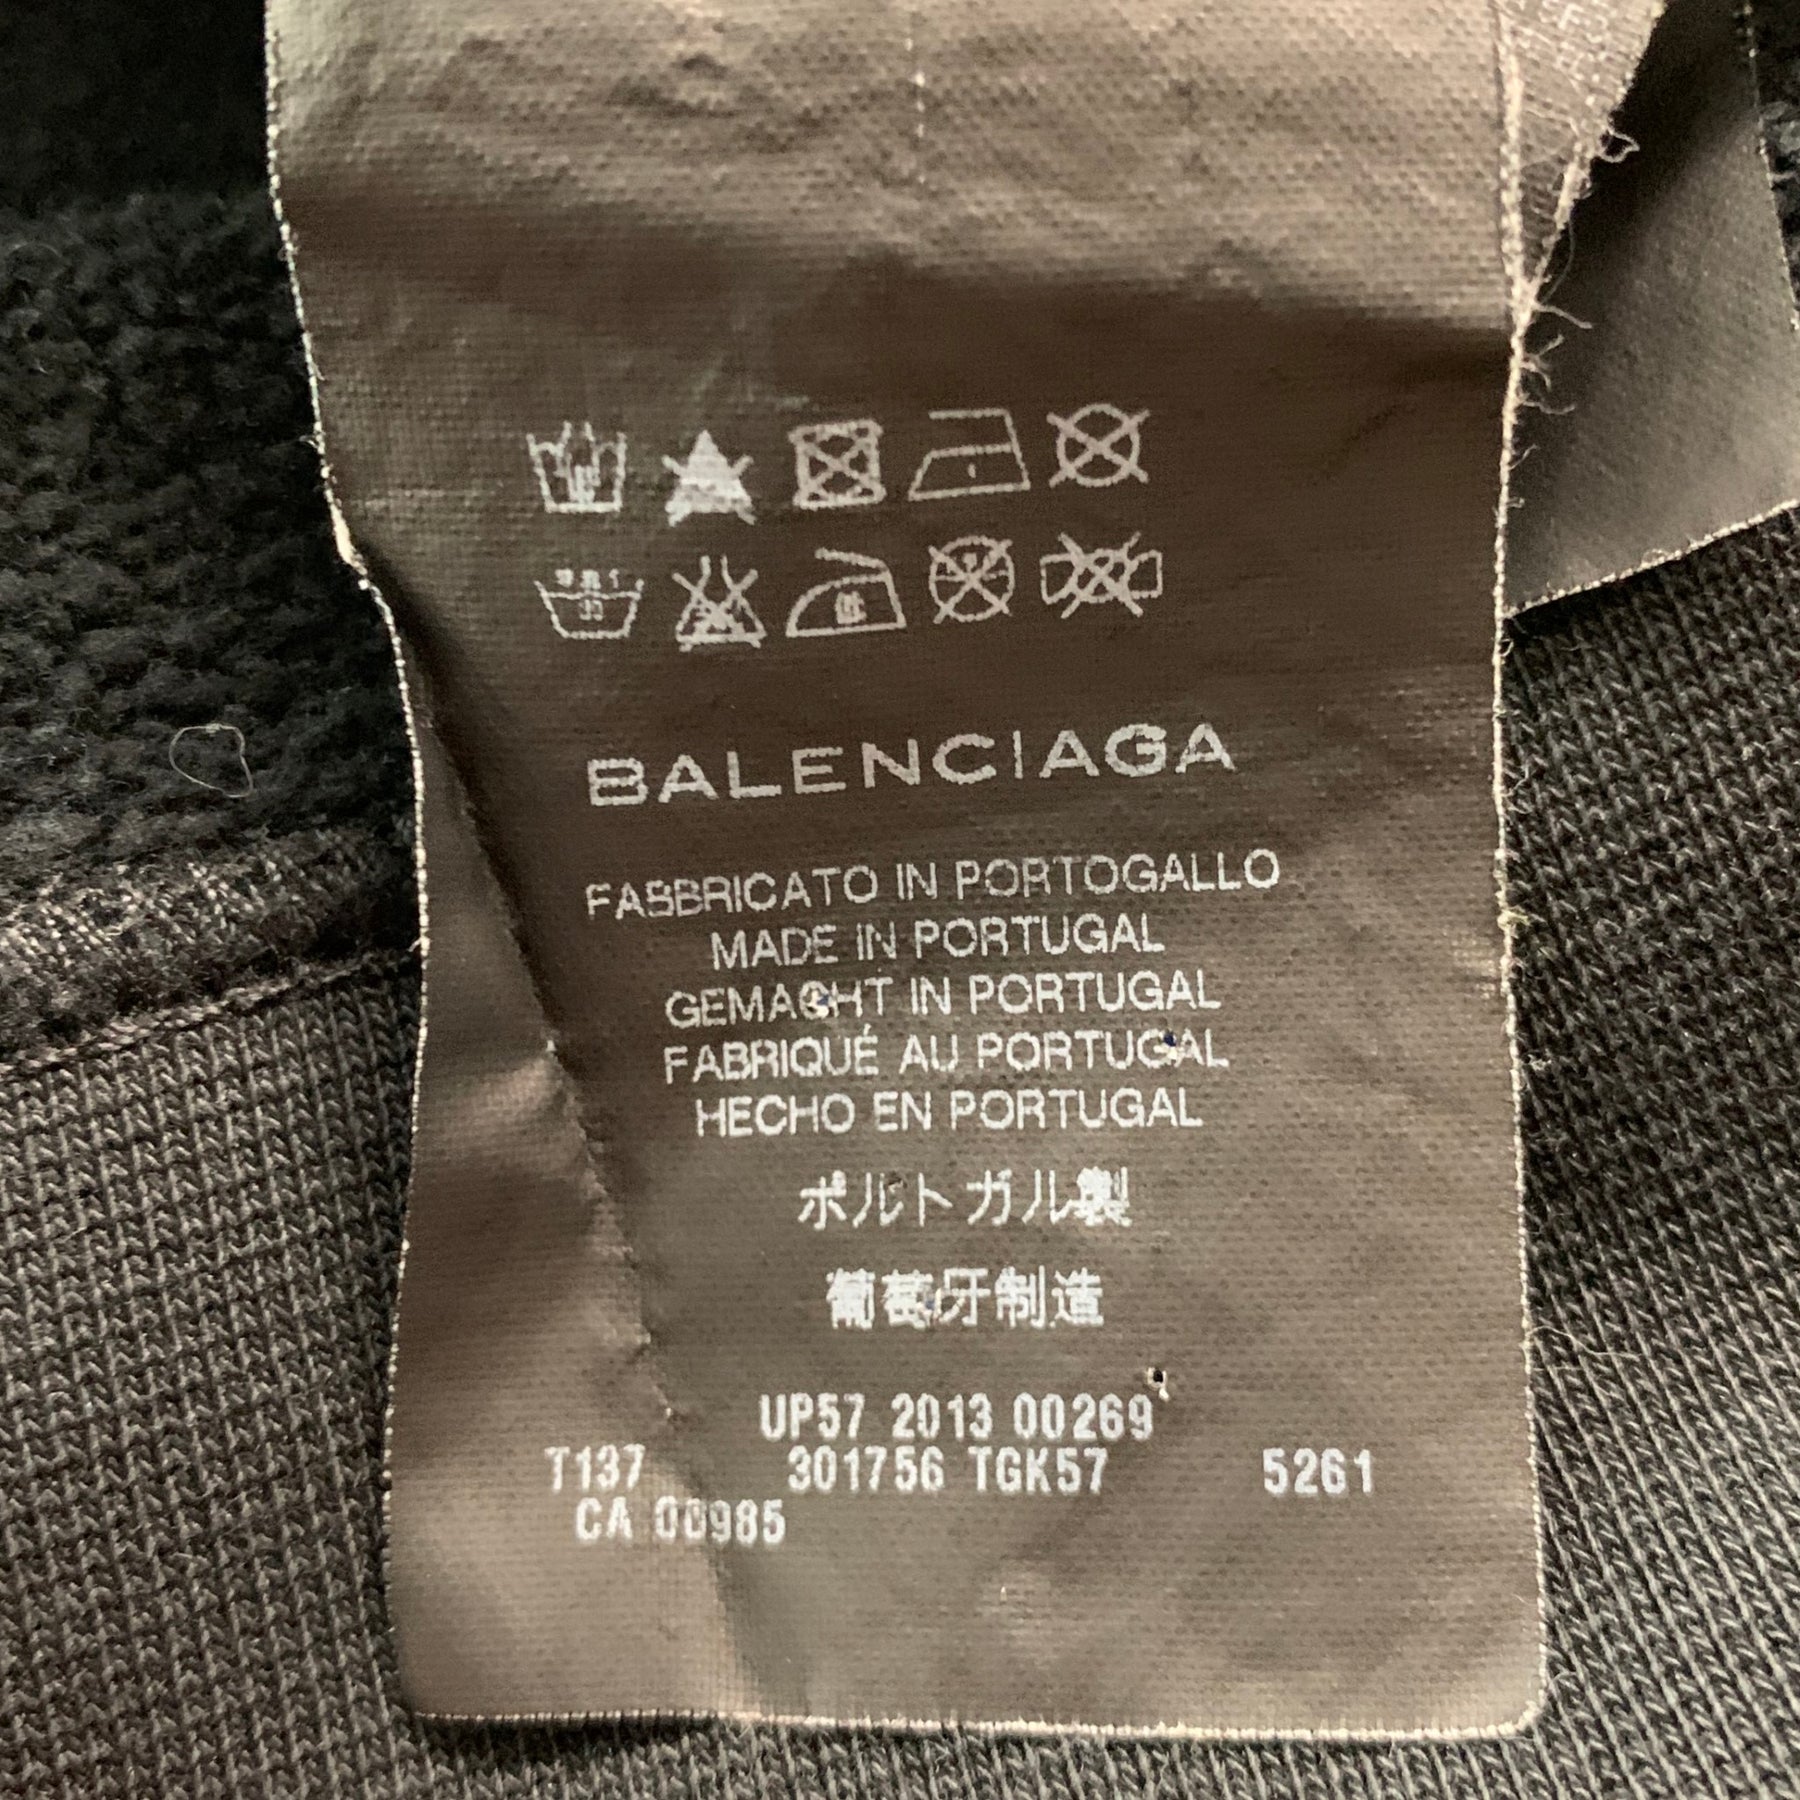 BALENCIAGA
FABBRICATO IN PORTOGALLO
MADE IN PORTUGAL
GEMACHT IN PORTUGAL
FABRIQUÉ AU PORTUGAL
HECHO EN PORTUGAL
ポルトガル製
葡萄牙制造
UP57 2013 00269
T137 301756 TGK57 5261
CA 00985